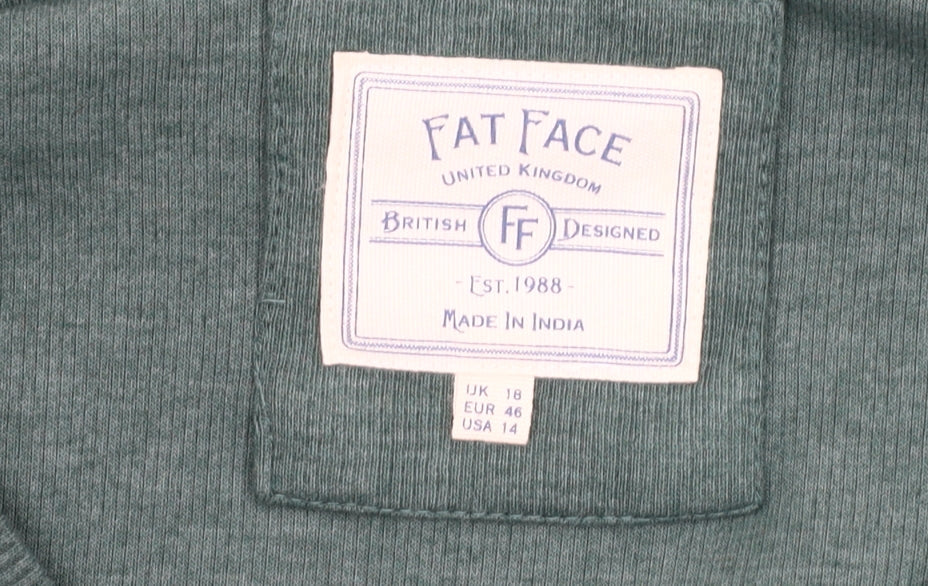 FAT FACE
UNITED KINGDOM
BRITISH FF DESIGNED
- EST. 1988 -
MADE IN INDIA
UK 18
EUR 46
USA 14